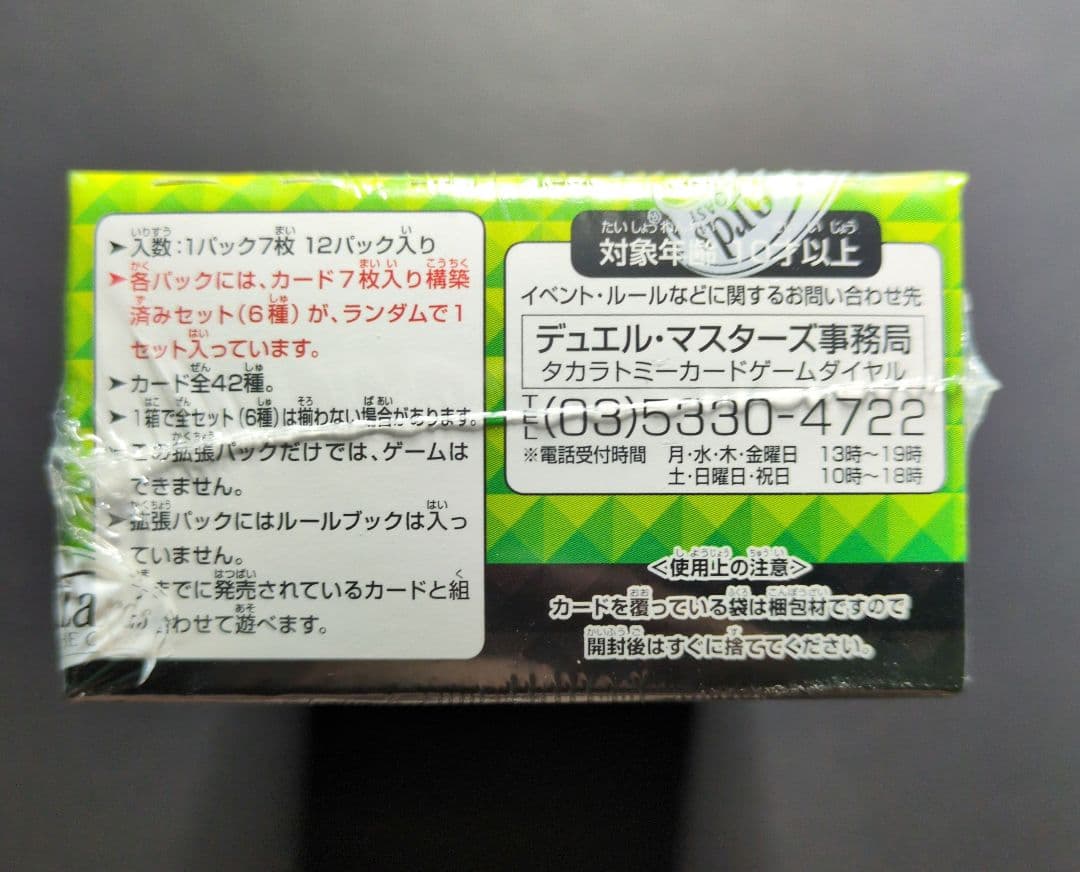 ➤入数:1パック7枚 12パック入り
➤各パックには、カード7枚入り構築
済みセット(6種)が、ランダムで1
セット入っています。
➤カード全42種。
➤1箱で全セット(6種)は揃わない場合があります。
この拡張パックだけでは、ゲームは
できません。
➤拡張パックにはルールブックは入っ
ていません。
までに発売されているカードと組
合わせて遊べます。
対象年齢 10才以上
イベント・ルールなどに関するお問い合わせ先
デュエル・マスターズ事務局
タカラトミーカードゲームダイヤル
TEL(03)5330-4722
※電話受付時間 月・水・木・金曜日 13時〜19時
土・日曜日・祝日 10時〜18時
<使用上の注意>
カードを覆っている袋は梱包材ですので
開封後はすぐに捨ててください。